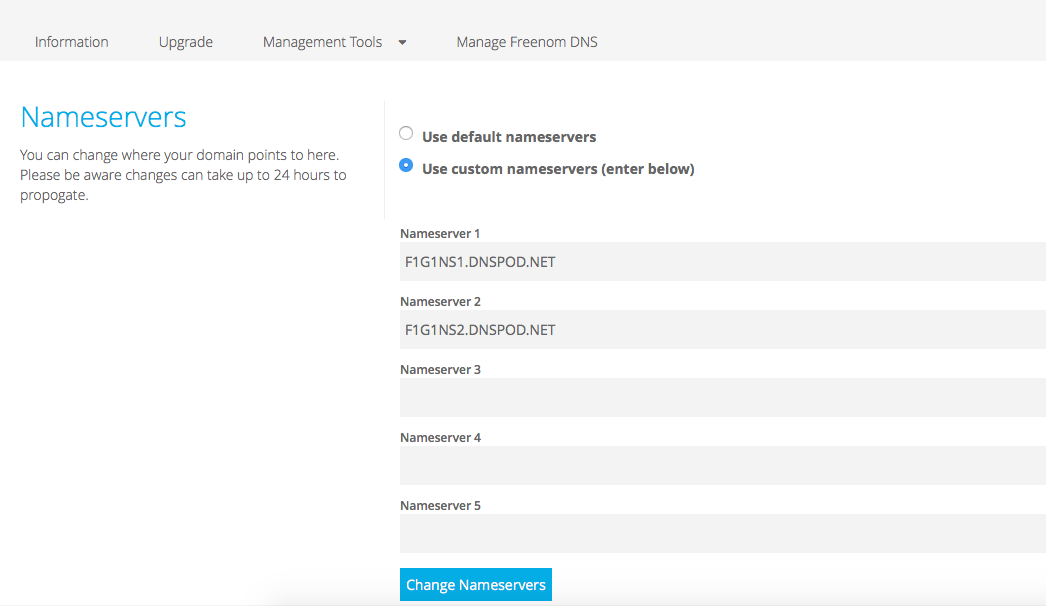 Information Upgrade Management Tools Manage Freenom DNS
Nameservers
You can change where your domain points to here.
Please be aware changes can take up to 24 hours to
propogate.
Use default nameservers
Use custom nameservers (enter below)
Nameserver 1
F1G1NS1.DNSPOD.NET
Nameserver 2
F1G1NS2.DNSPOD.NET
Nameserver 3
Nameserver 4
Nameserver 5
Change Nameservers